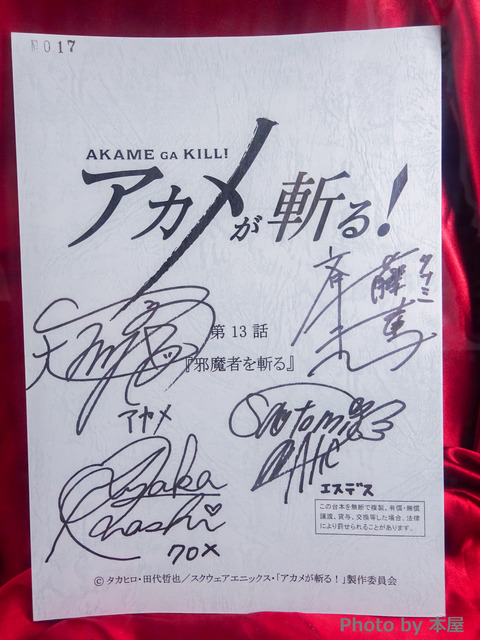 №017
AKAME GA KILL!
アカメが斬る!
タツミ
斉藤壮
第13話
『邪魔者を斬る』
アカメ
Satomi
エスデス
Ayaka
Ohashi
クロメ
この台本を無断で複製、有償・無償
譲渡、貸与、交換等した場合、法律
により罰せられることがあります。
© タカヒロ・田代哲也／スクウェアエニックス・「アカメが斬る！」製作委員会
Photo by 本屋